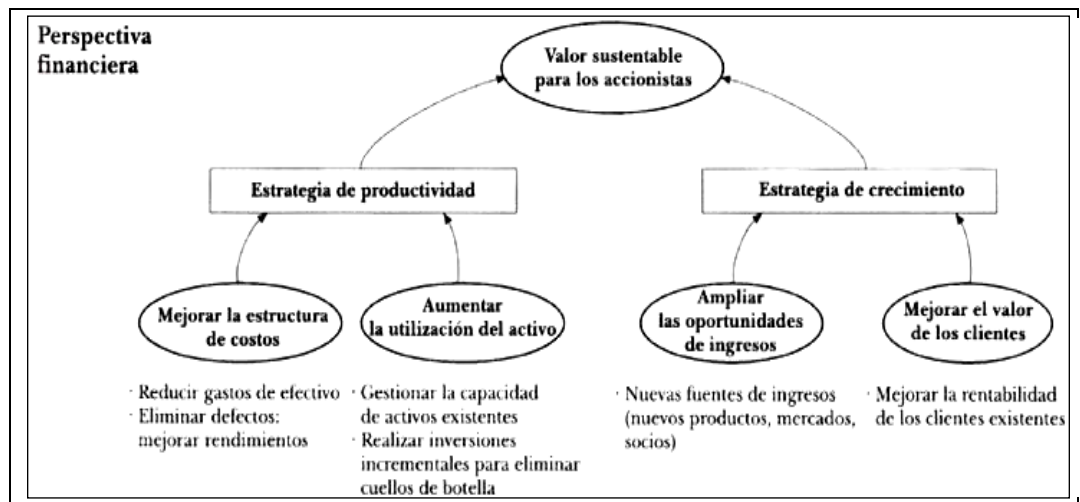 Perspectiva
financiera
Valor sustentable
para los accionistas
Estrategia de productividad
Estrategia de crecimiento
Mejorar la estructura
de costos
Aumentar
la utilización del activo
Ampliar
las oportunidades
de ingresos
Mejorar el valor
de los clientes
· Reducir gastos de efectivo
· Eliminar defectos:
mejorar rendimientos
· Gestionar la capacidad
de activos existentes
· Realizar inversiones
incrementales para eliminar
cuellos de botella
· Nuevas fuentes de ingresos
(nuevos productos, mercados,
socios)
· Mejorar la rentabilidad
de los clientes existentes